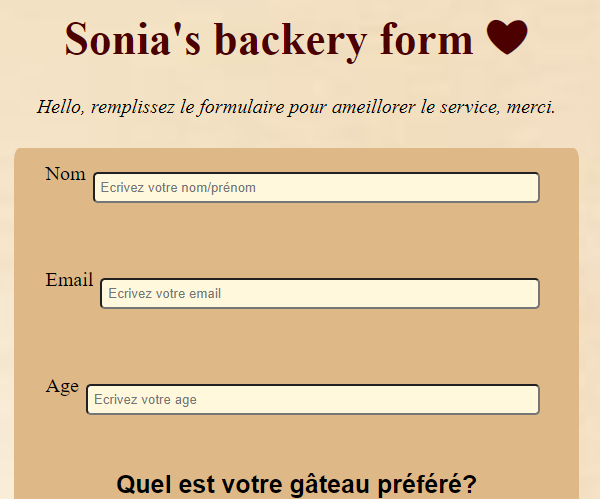 Sonia's backery form
Hello, remplissez le formulaire pour ameillorer le service, merci.
Nom
Ecrivez votre nom/prénom
Email
Ecrivez votre email
Age
Ecrivez votre age
Quel est votre gâteau préféré?